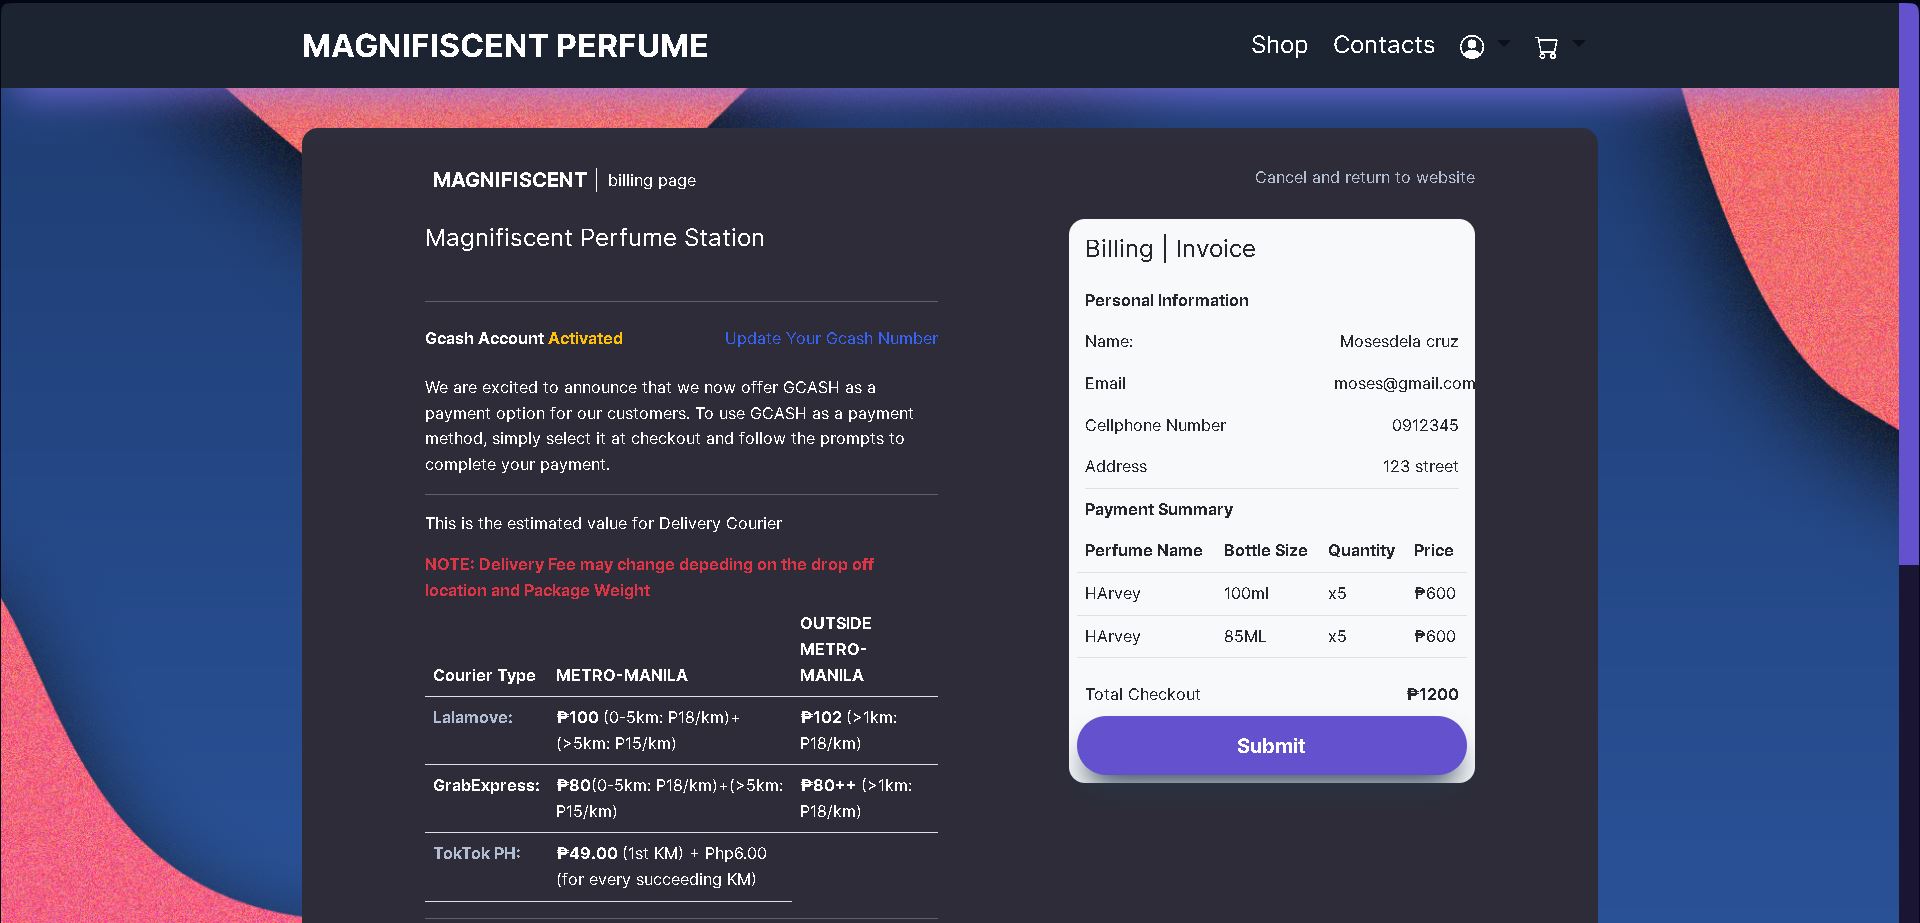 MAGNIFISCENT PERFUME
Shop Contacts
MAGNIFISCENT | billing page
Cancel and return to website
Magnifiscent Perfume Station
Gcash Account Activated
Update Your Gcash Number
We are excited to announce that we now offer GCASH as a
payment option for our customers. To use GCASH as a payment
method, simply select it at checkout and follow the prompts to
complete your payment.
This is the estimated value for Delivery Courier
NOTE: Delivery Fee may change depeding on the drop off
location and Package Weight
Courier Type METRO-MANILA OUTSIDE
METRO-
MANILA
Lalamove: ₱100 (0-5km: P18/km)+ ₱102 (>1km:
(>5km: P15/km) P18/km)
GrabExpress: ₱80(0-5km: P18/km)+(>5km: ₱80++ (>1km:
P15/km) P18/km)
TokTok PH: ₱49.00 (1st KM) + Php6.00
(for every succeeding KM)
Billing | Invoice
Personal Information
Name: Mosesdela cruz
Email moses@gmail.com
Cellphone Number 0912345
Address 123 street
Payment Summary
Perfume Name Bottle Size Quantity Price
HArvey 100ml x5 ₱600
HArvey 85ML x5 ₱600
Total Checkout ₱1200
Submit